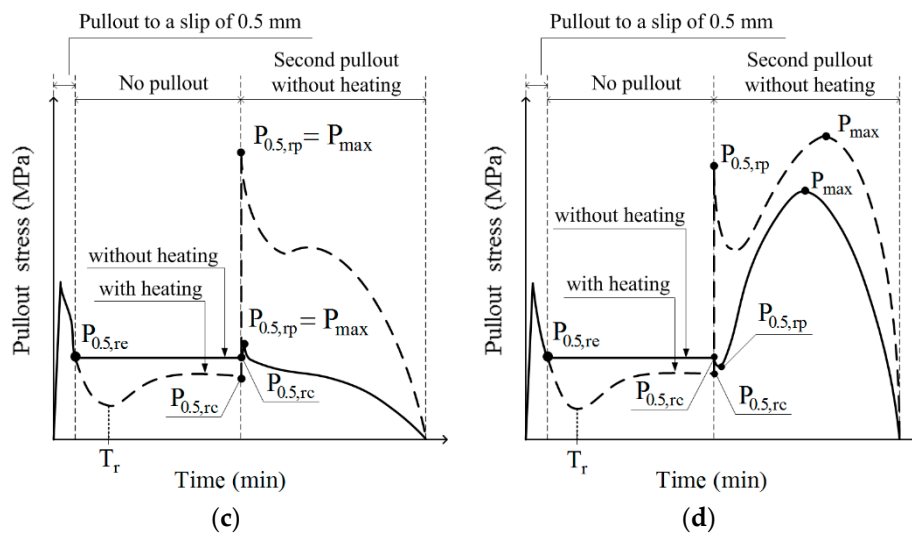 Pullout to a slip of 0.5 mm
No pullout
Second pullout
without heating
P0.5,rp = Pmax
without heating
with heating
P0.5,re
P0.5,rp = Pmax
P0.5,rc
P0.5,rc
Tr
Pullout stress (MPa)
Time (min)
(c)
Pullout to a slip of 0.5 mm
No pullout
Second pullout
without heating
Pmax
P0.5,rp
Pmax
without heating
with heating
P0.5,re
P0.5,rp
P0.5,rc
P0.5,rc
Tr
Pullout stress (MPa)
Time (min)
(d)